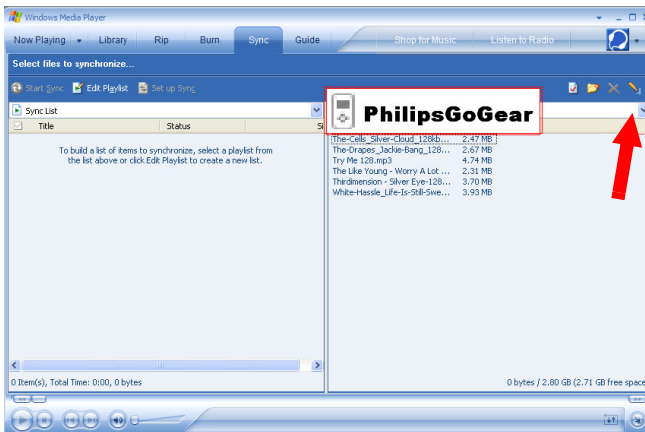 Windows Media Player
Now Playing Library Rip Burn Sync Guide Shop for Music Listen to Radio
Select files to synchronize...
Start Sync Edit Playlist Set up Sync
Sync List
PhilipsGoGear
Title Status Si
To build a list of items to synchronize, select a playlist from
the list above or click Edit Playlist to create a new list.
The-Cells_Silver-Cloud_128kb... 2.47 MB
The-Drapes_Jackie-Bang_128... 2.67 MB
Try Me 128.mp3 4.74 MB
The Like Young - Worry A Lot ... 2.31 MB
Thirdimension - Silver Eye-128... 3.70 MB
White-Hassle_Life-Is-Still-Swe... 3.93 MB
0 Item(s), Total Time: 0:00, 0 bytes
0 bytes / 2.80 GB (2.71 GB free space